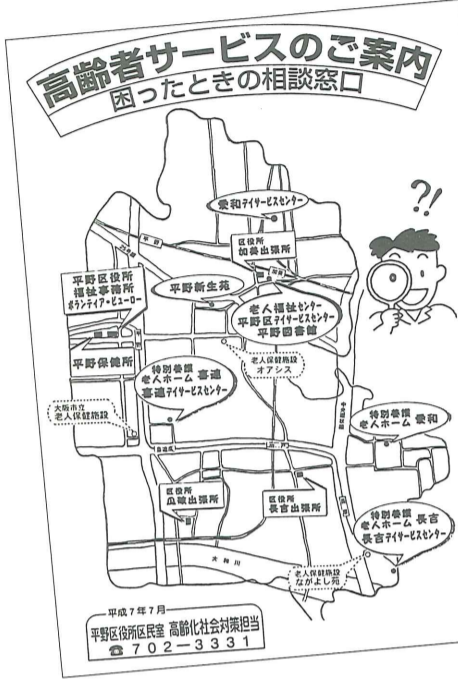 高齢者サービスのご案内
困ったときの相談窓口
?!
愛和デイサービスセンター
区役所
加美出張所
平野
平野区役所
福祉事務所
ボランティア・ビューロー
平野新生苑
老人福祉センター
平野区デイサービスセンター
平野図書館
平野保健所
老人保健施設
オアシス
特別養護
老人ホーム 喜連
喜連デイサービスセンター
大阪市立
老人保健施設
特別養護
老人ホーム 愛和
区役所
瓜破出張所
区役所
長吉出張所
特別養護
老人ホーム 長吉
長吉デイサービスセンター
大和川
老人保健施設
ながよし苑
平成7年7月
平野区役所区民室 高齢化社会対策担当
☎ 702-3331